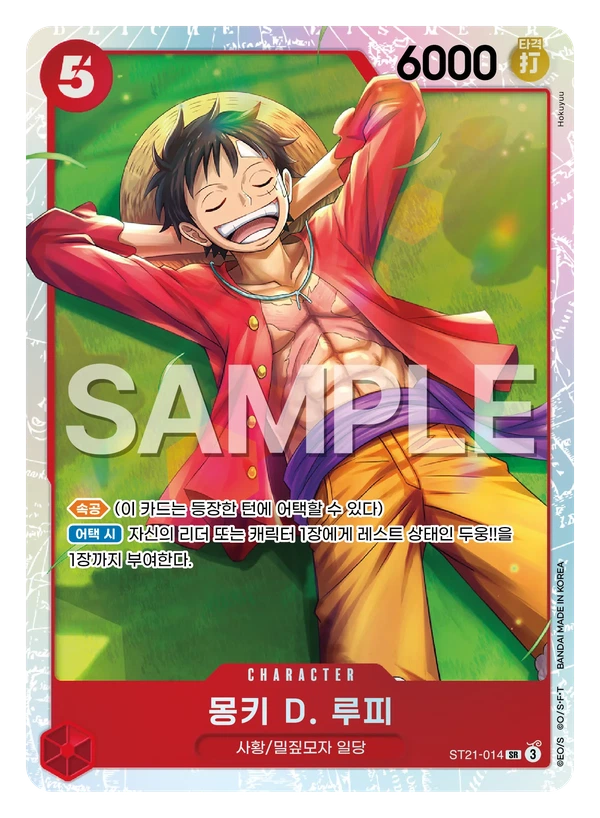 5
6000
타격
打
Hokuyuu
SAMPLE
속공 (이 카드는 등장한 턴에 어택할 수 있다)
어택 시 자신의 리더 또는 캐릭터 1장에게 레스트 상태인 두웅!!을
1장까지 부여한다.
BANDAI MADE IN KOREA
©EO/S ©O/S・F・T
CHARACTER
몽키 D. 루피
사황/밀짚모자 일당
ST21-014 SR 3